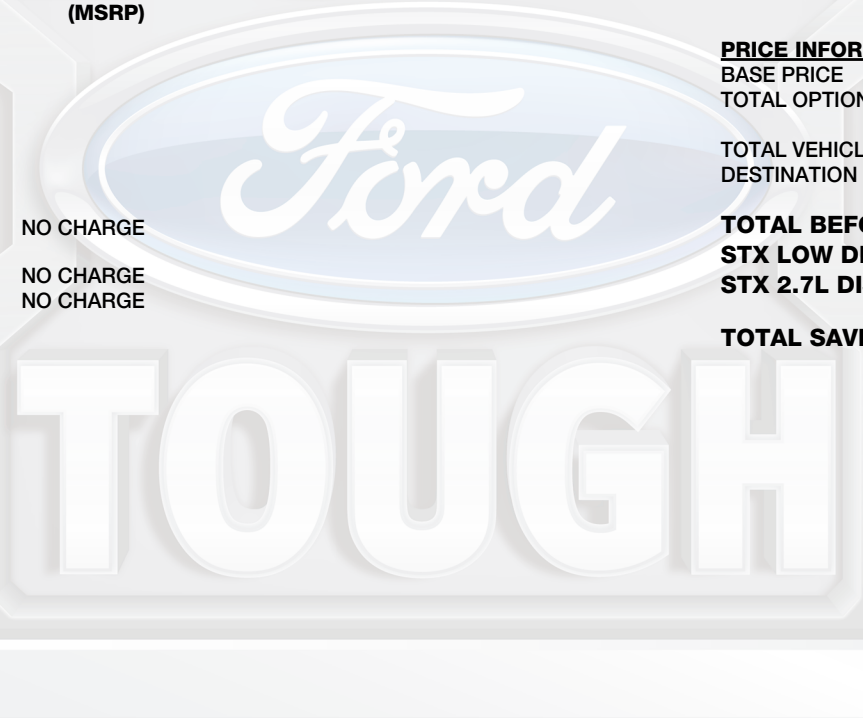 (MSRP)
NO CHARGE
NO CHARGE
NO CHARGE
PRICE INFOR
BASE PRICE
TOTAL OPTION
TOTAL VEHICL
DESTINATION
TOTAL BEFO
STX LOW DI
STX 2.7L DI
TOTAL SAVI
Ford
TOUGH